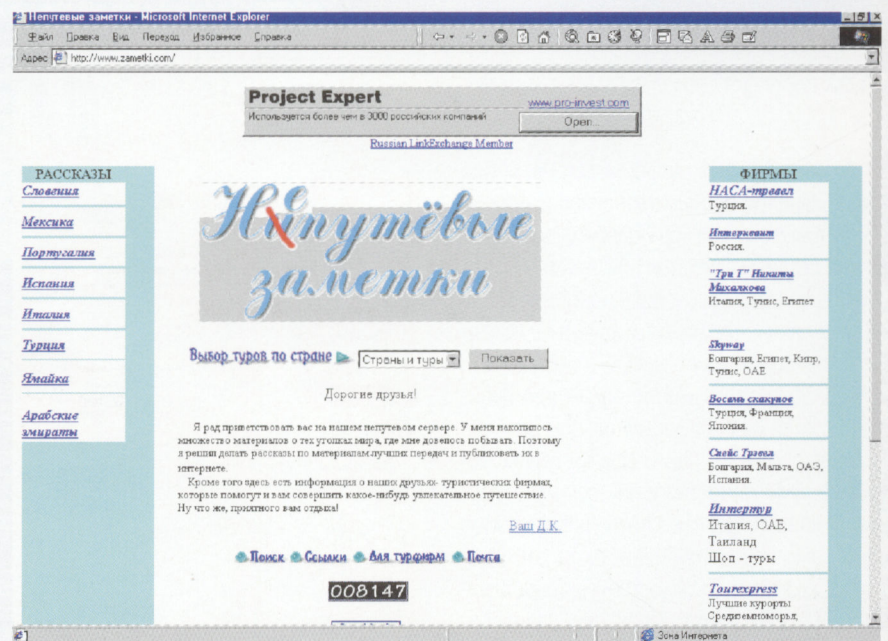 Непутевые заметки - Microsoft Internet Explorer
Файл Правка Вид Переход Избранное Справка
Адрес http://www.zametki.com/
Project Expert
www.pro-invest.com
Используется более чем в 3000 российских компаний
Open...
Russian LinkExchange Member
РАССКАЗЫ
Словения
Мексика
Португалия
Испания
Италия
Турция
Ямайка
Арабские
эмираты
Непутёвые
заметки
Выбор туров по стране
Страны и туры
Показать
Дорогие друзья!
Я рад приветствовать вас на нашем непутевом сервере. У меня накопилось
множество материалов о тех уголках мира, где мне довелось побывать. Поэтому
я решил делать рассказы по материалам лучших передач и публиковать их в
интернете.
Кроме того здесь есть информация о наших друзьях- туристических фирмах,
которые помогут и вам совершить какое-нибудь увлекательное путешествие.
Ну что же, приятного вам отдыха!
Ваш Д.К.
Поиск Ссылки Для турфирм Почта
008147
ФИРМЫ
НАСА-травел
Турция.
Интерквит
Россия.
"Три Т" Никиты
Михалкова
Италия, Тунис, Египет
Skyway
Болгария, Египет, Кипр,
Тунис, ОАЕ
Восемь скакунов
Турция, Франция,
Япония.
Спейс Трэвел
Болгария, Мальта, ОАЭ,
Испания.
Интертур
Италия, ОАЕ,
Таиланд
Шоп - туры
Tourexpress
Лучшие курорты
Средиземноморья,
Зона Интернета